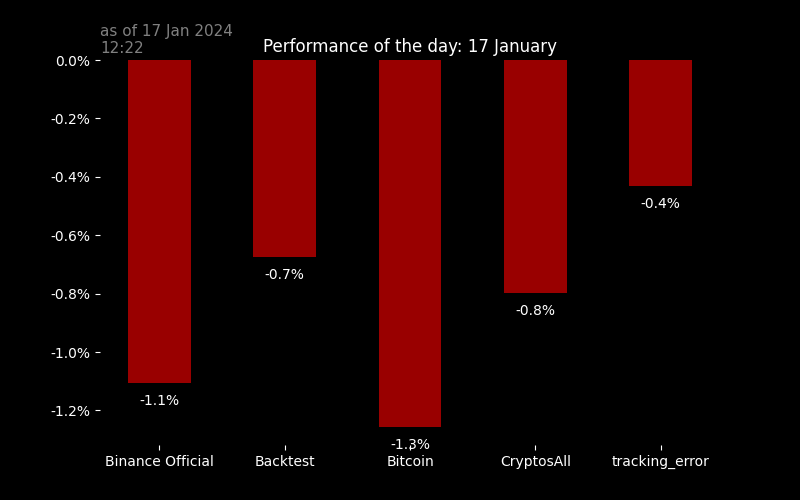 as of 17 Jan 2024
12:22
Performance of the day: 17 January
0.0%
-0.2%
-0.4%
-0.6%
-0.8%
-1.0%
-1.2%
-1.1%
-0.7%
-1.3%
-0.8%
-0.4%
Binance Official
Backtest
Bitcoin
CryptosAll
tracking_error